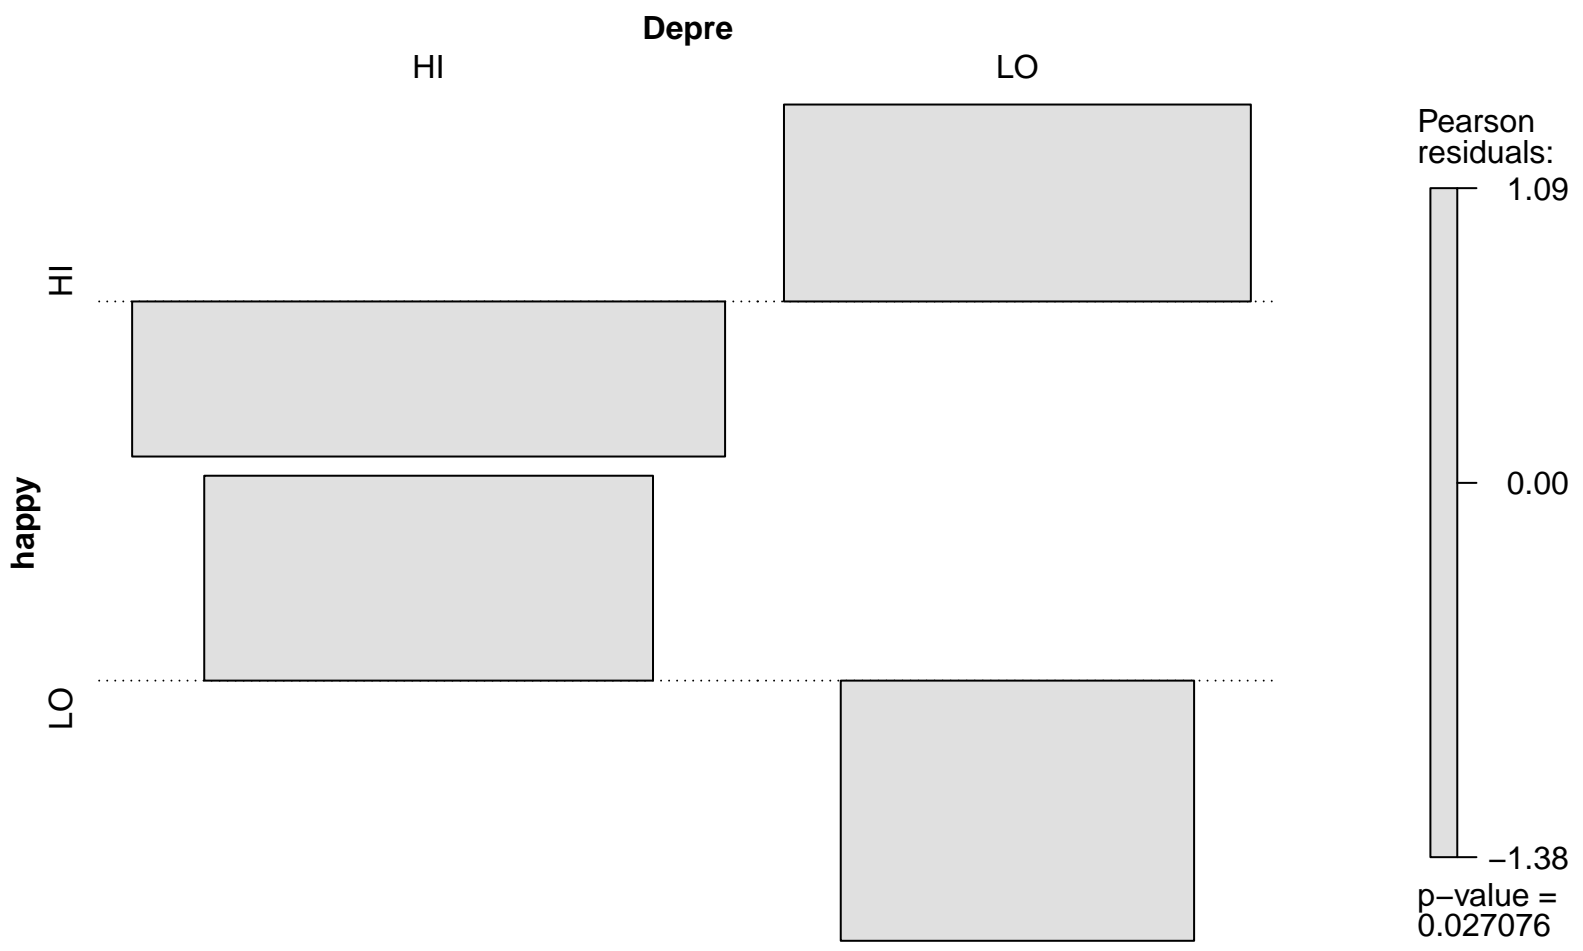 Depre
HI
LO
happy
HI
LO
Pearson
residuals:
1.09
0.00
−1.38
p−value =
0.027076